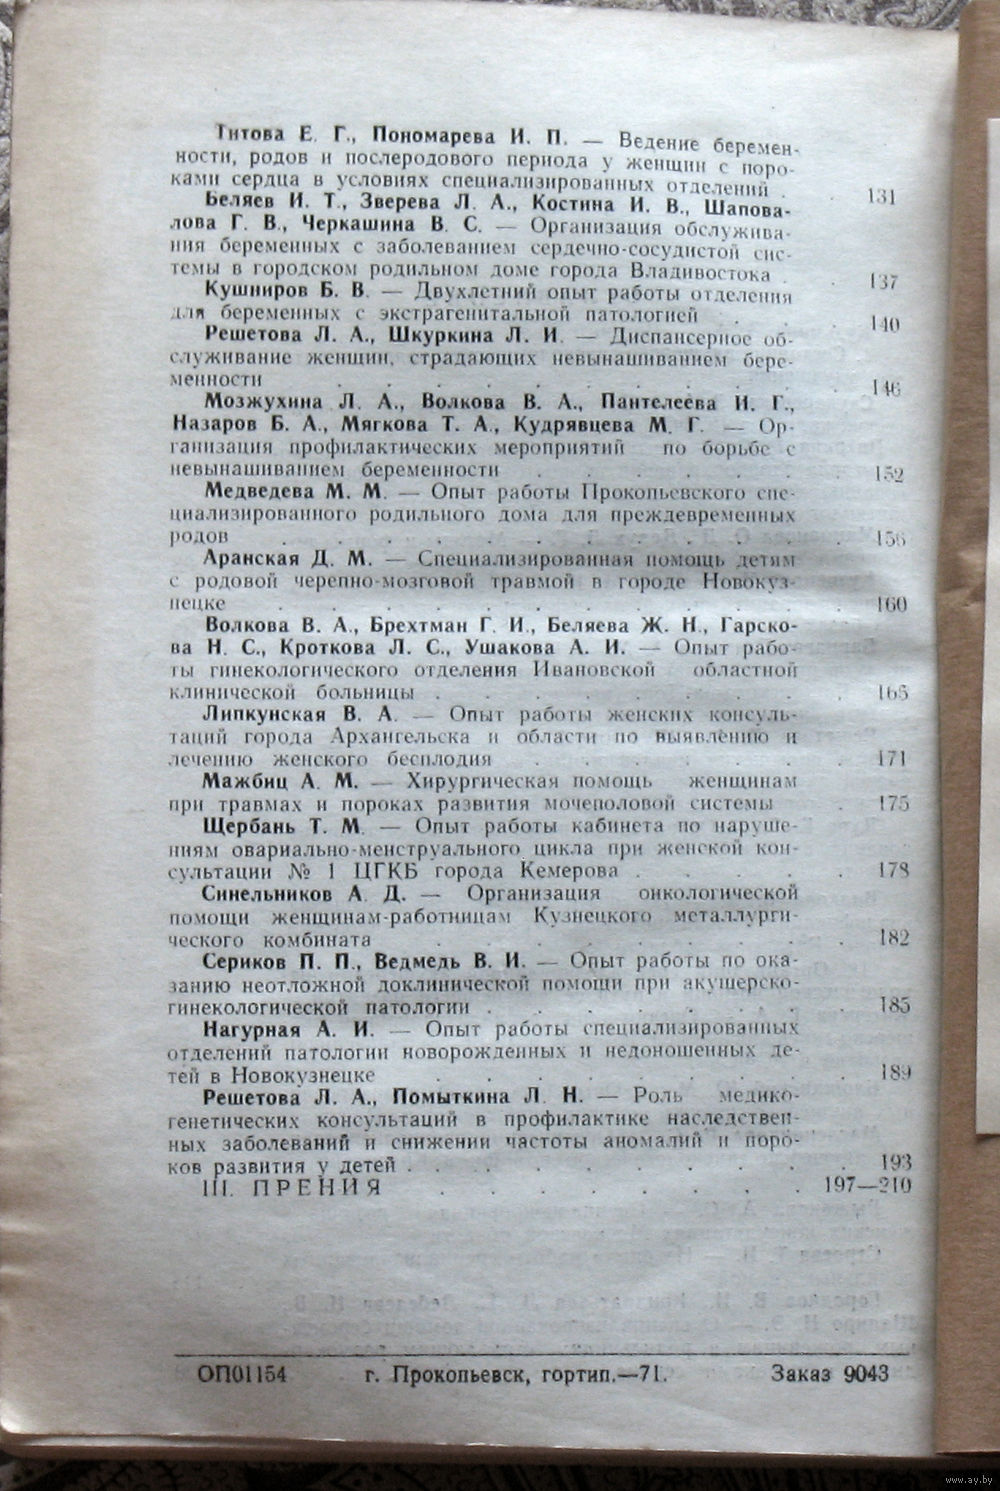 Титова Е. Г., Пономарева И. П. — Ведение беремен-
ности, родов и послеродового периода у женщин с поро-
ками сердца в условиях специализированных отделений . 131
Беляев И. Т., Зверева Л. А., Костина И. В., Шапова-
лова Г. В., Черкашина В. С. — Организация обслужива-
ния беременных с заболеванием сердечно-сосудистой сис-
темы в городском родильном доме города Владивостока . 137
Кушниров Б. В. — Двухлетний опыт работы отделения
для беременных с экстрагенитальной патологией . . 140
Решетова Л. А., Шкуркина Л. И. — Диспансерное об-
служивание женщин, страдающих невынашиванием бере-
менности . . . . . . . . . . 146
Мозжухина Л. А., Волкова В. А., Пантелеева И. Г.,
Назаров Б. А., Мягкова Т. А., Кудрявцева М. Г. — Ор-
ганизация профилактических мероприятий по борьбе с
невынашиванием беременности . . . . . . 152
Медведева М. М. — Опыт работы Прокопьевского спе-
циализированного родильного дома для преждевременных
родов . . . . . . . . . . . 156
Аранская Д. М. — Специализированная помощь детям
с родовой черепно-мозговой травмой в городе Новокуз-
нецке . . . . . . . . . . . 160
Волкова В. А., Брехтман Г. И., Беляева Ж. Н., Гарско-
ва Н. С., Кроткова Л. С., Ушакова А. И. — Опыт рабо-
ты гинекологического отделения Ивановской областной
клинической больницы . . . . . . . . 165
Липкунская В. А. — Опыт работы женских консуль-
таций города Архангельска и области по выявлению и
лечению женского бесплодия . . . . . . 171
Мажбиц А. М. — Хирургическая помощь женщинам
при травмах и пороках развития мочеполовой системы . 175
Щербань Т. М. — Опыт работы кабинета по наруше-
ниям овариально-менструального цикла при женской кон-
сультации № 1 ЦГКБ города Кемерова . . . . . 178
Синельников А. Д. — Организация онкологической
помощи женщинам-работницам Кузнецкого металлурги-
ческого комбината . . . . . . . . 182
Сериков П. П., Ведмедь В. И. — Опыт работы по ока-
занию неотложной доклинической помощи при акушерско-
гинекологической патологии . . . . . . . 185
Нагурная А. И. — Опыт работы специализированных
отделений патологии новорожденных и недоношенных де-
тей в Новокузнецке . . . . . . . . 189
Решетова Л. А., Помыткина Л. Н. — Роль медико-
генетических консультаций в профилактике наследствен-
ных заболеваний и снижении частоты аномалий и поро-
ков развития у детей . . . . . . . . . 193
III. ПРЕНИЯ . . . . . . . . 197—210
ОП01154 г. Прокопьевск, гортип.—71. Заказ 9043
www.ay.by